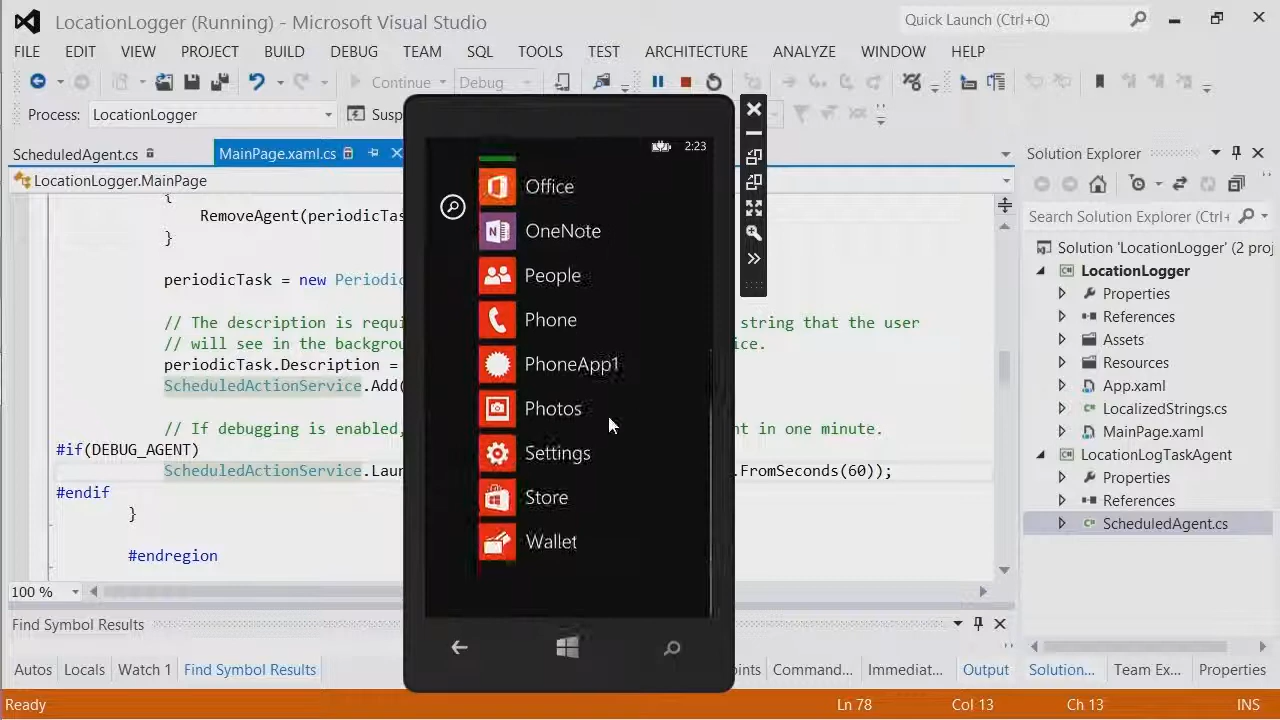 LocationLogger (Running) - Microsoft Visual Studio
Quick Launch (Ctrl+Q)
FILE EDIT VIEW PROJECT BUILD DEBUG TEAM SQL TOOLS TEST ARCHITECTURE ANALYZE WINDOW HELP
Continue Debug
Process: LocationLogger Susp
ScheduledAgent.cs MainPage.xaml.cs
LocationLogger.MainPage
{
RemoveAgent(periodicTas
}
periodicTask = new Periodic
// The description is requi string that the user
// will see in the backgrou ice.
periodicTask.Description =
ScheduledActionService.Add(
// If debugging is enabled, nt in one minute.
#if(DEBUG_AGENT)
ScheduledActionService.Laun .FromSeconds(60));
#endif
}
#endregion
100 %
2:23
Office
OneNote
People
Phone
PhoneApp1
Photos
Settings
Store
Wallet
Solution Explorer
Search Solution Explorer (Ctrl+
Solution 'LocationLogger' (2 proj
LocationLogger
Properties
References
Assets
Resources
App.xaml
LocalizedStrings.cs
MainPage.xaml
LocationLogTaskAgent
Properties
References
ScheduledAgent.cs
Find Symbol Results
Autos Locals Watch 1 Find Symbol Results oints Command... Immediat... Output Solution... Team Ex... Properties
Ready Ln 78 Col 13 Ch 13 INS